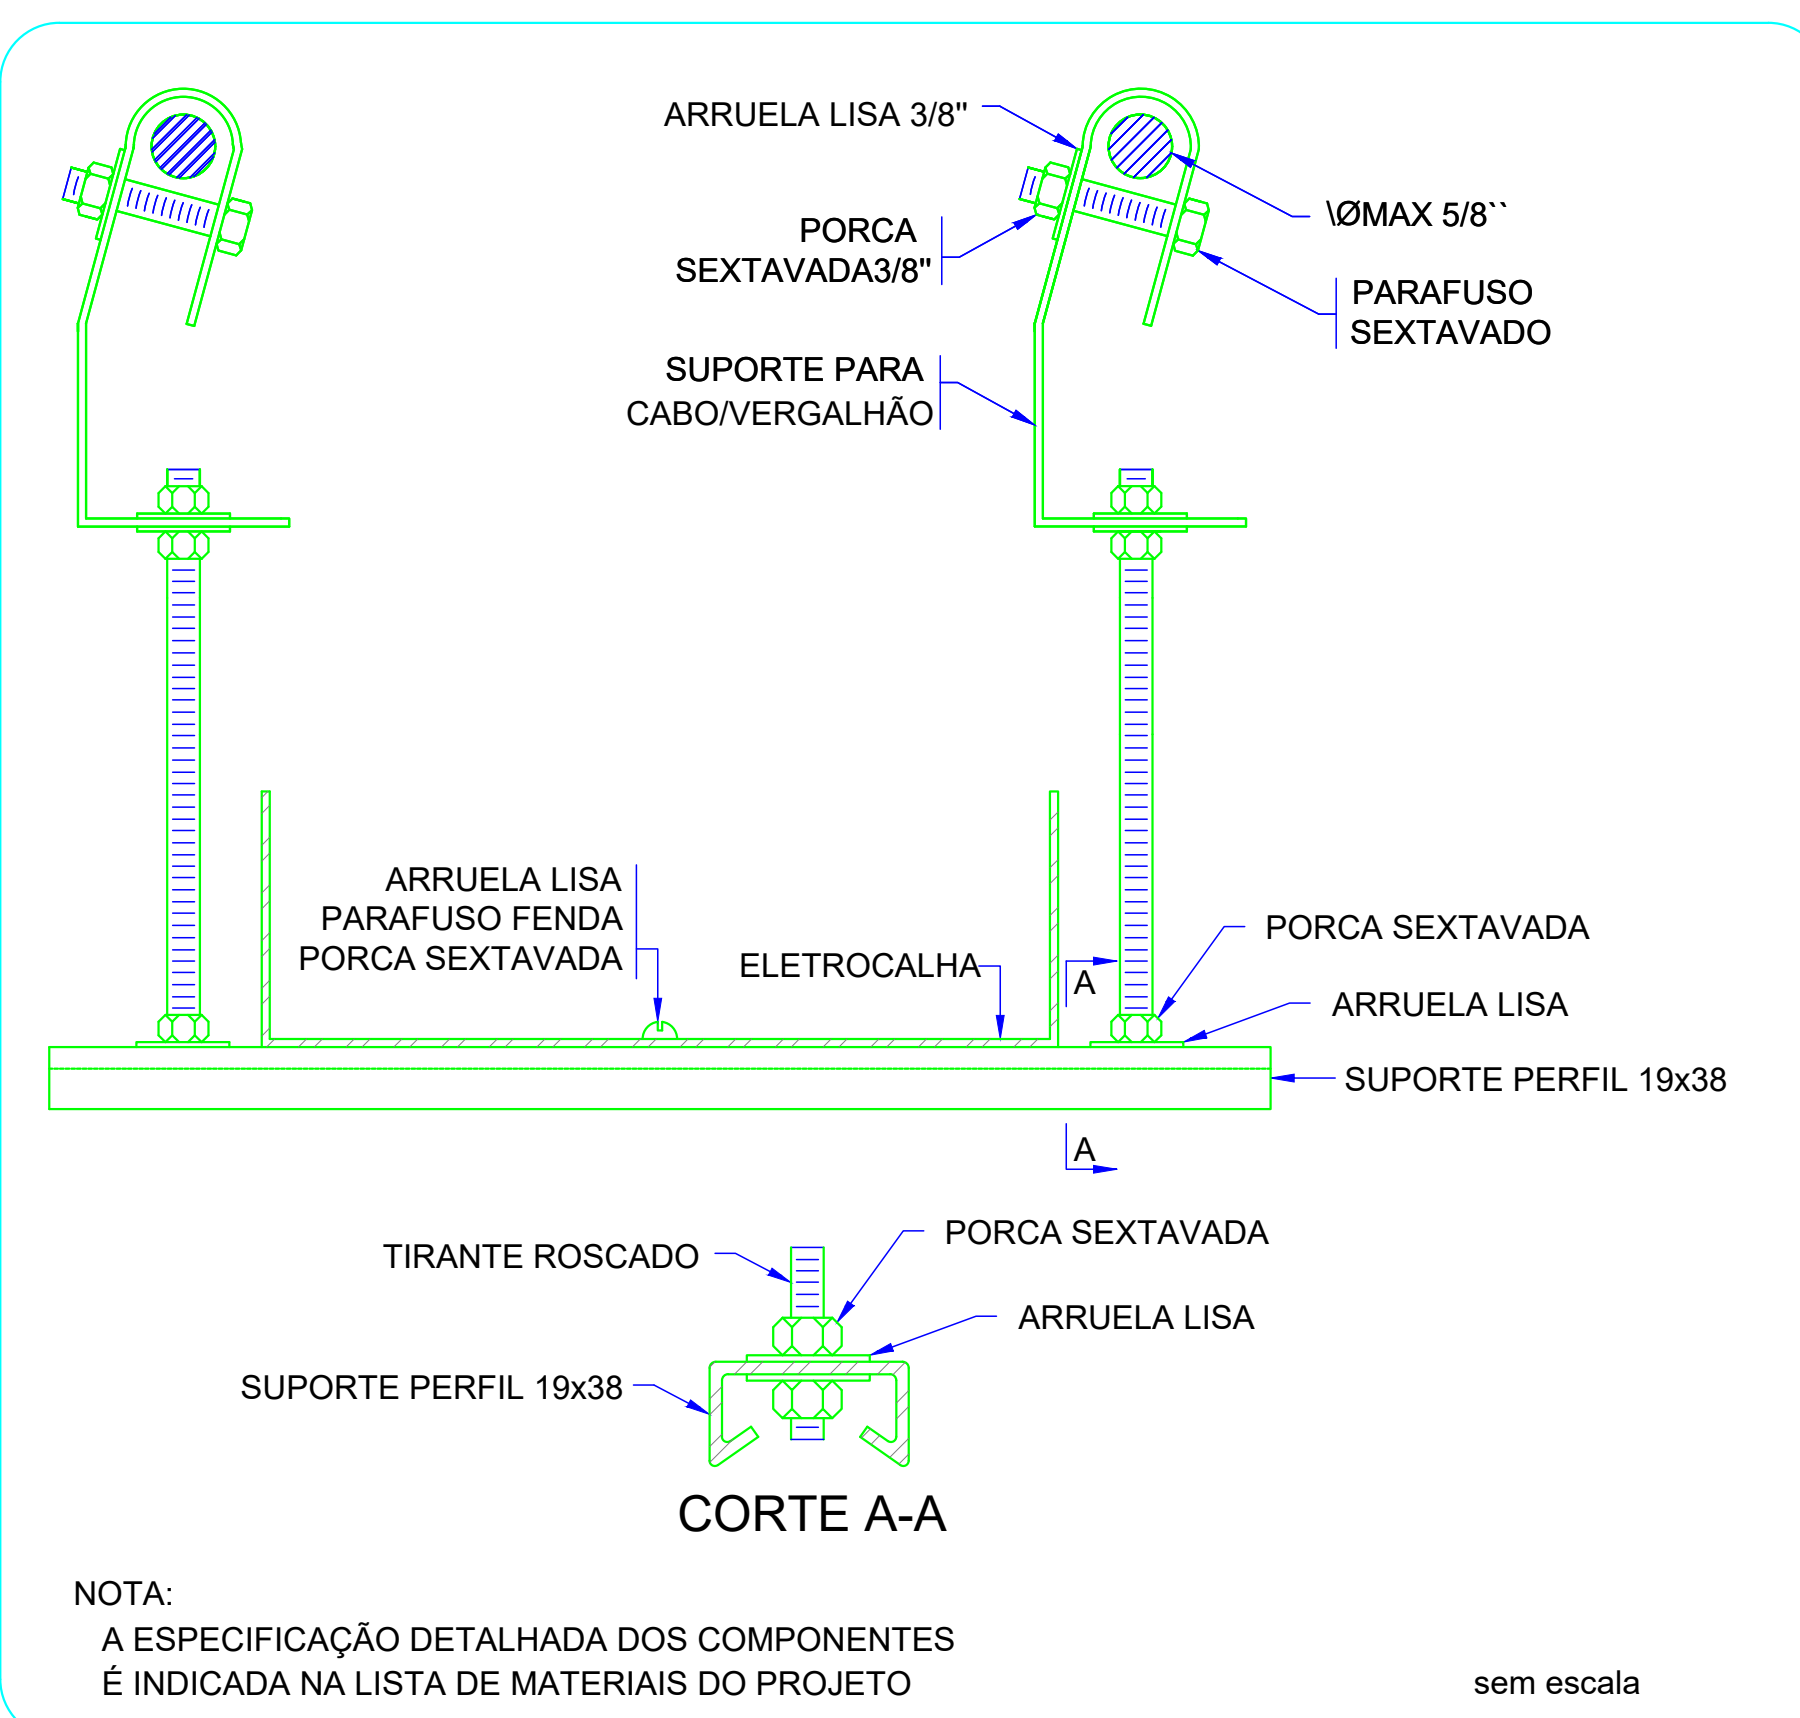 ARRUELA LISA 3/8"
PORCA
SEXTAVADA3/8"
\ØMAX 5/8``
PARAFUSO
SEXTAVADO
SUPORTE PARA
CABO/VERGALHÃO
ARRUELA LISA
PARAFUSO FENDA
PORCA SEXTAVADA
ELETROCALHA
A
PORCA SEXTAVADA
ARRUELA LISA
SUPORTE PERFIL 19x38
A
TIRANTE ROSCADO
PORCA SEXTAVADA
ARRUELA LISA
SUPORTE PERFIL 19x38
CORTE A-A
NOTA:
A ESPECIFICAÇÃO DETALHADA DOS COMPONENTES
É INDICADA NA LISTA DE MATERIAIS DO PROJETO
sem escala